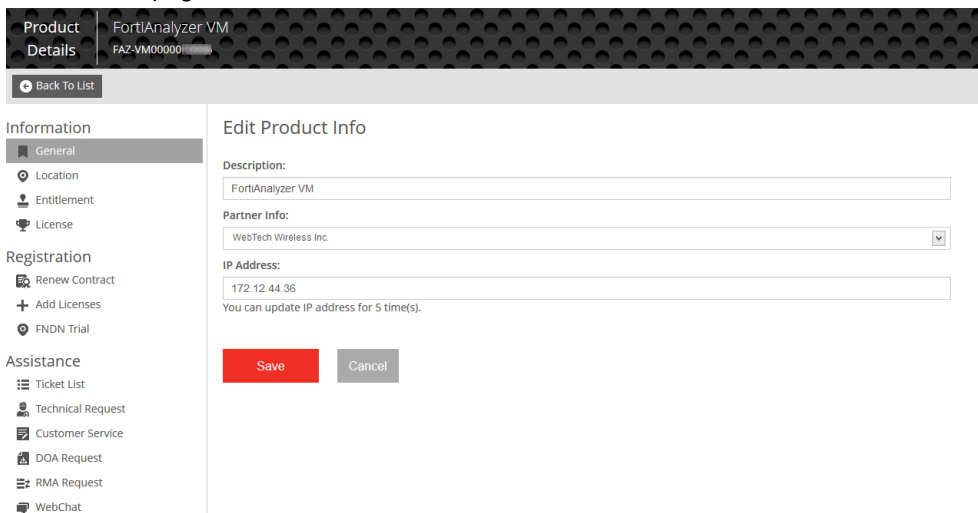 Product Details
FortiAnalyzer VM
FAZ-VM00000
Back To List
Information
General
Location
Entitlement
License
Registration
Renew Contract
Add Licenses
FNDN Trial
Assistance
Ticket List
Technical Request
Customer Service
DOA Request
RMA Request
WebChat
Edit Product Info
Description:
FortiAnalyzer VM
Partner Info:
WebTech Wireless Inc.
IP Address:
172.12.44.36
You can update IP address for 5 time(s).
Save
Cancel